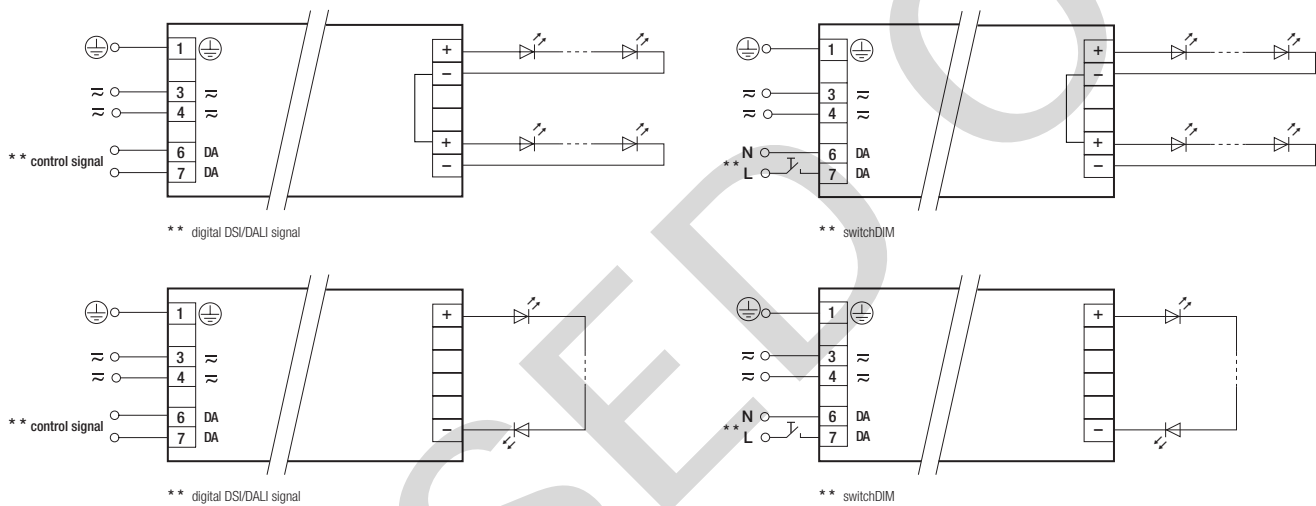 1 +
−
3
4
** control signal 6 DA +
7 DA −
** digital DSI/DALI signal
1 +
−
3
4
N 6 DA +
** L 7 DA −
** switchDIM
1 +
3
4
** control signal 6 DA
7 DA −
** digital DSI/DALI signal
1 +
3
4
N 6 DA
** L 7 DA −
** switchDIM